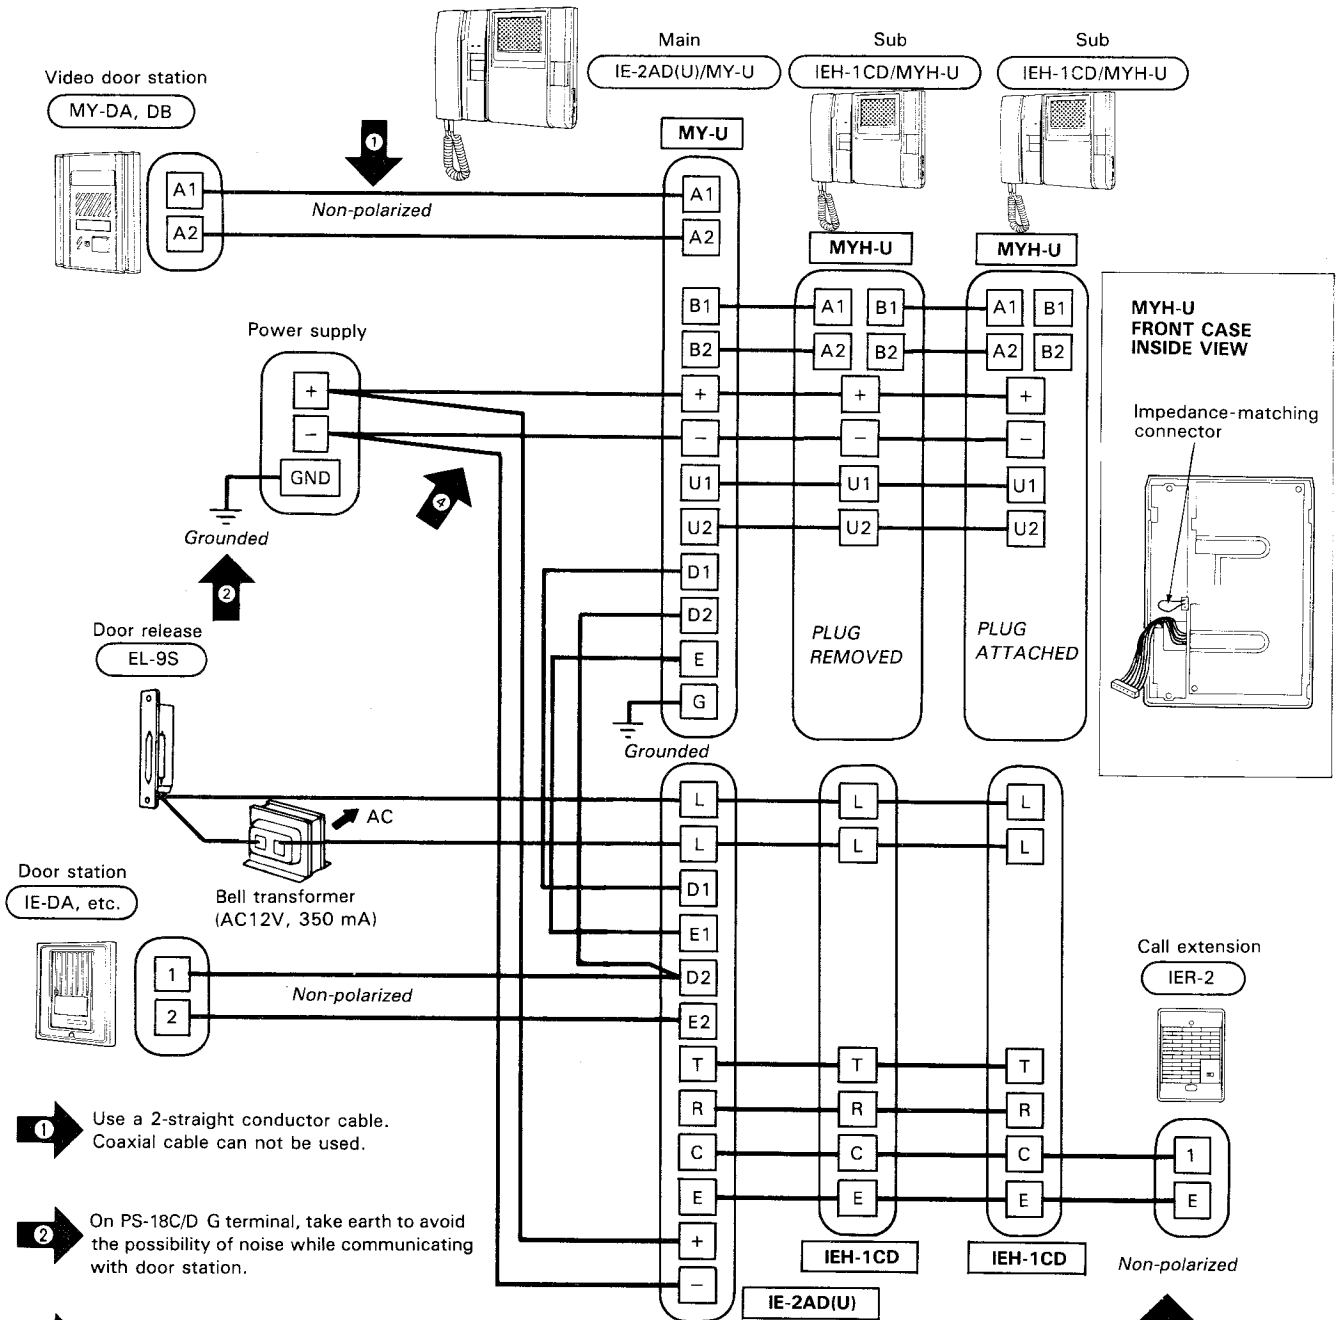 Main
Sub
Sub
IE-2AD(U)/MY-U
IEH-1CD/MYH-U
IEH-1CD/MYH-U
Video door station
MY-DA, DB
MY-U
1
A1
A1
Non-polarized
A2
A2
MYH-U
MYH-U
B1
A1
B1
A1
B1
B2
A2
B2
A2
B2
MYH-U
FRONT CASE
INSIDE VIEW
Impedance-matching
connector
Power supply
+
+
+
+
−
−
−
−
GND
U1
U1
U1
4
U2
U2
U2
Grounded
2
D1
D2
E
G
PLUG
REMOVED
PLUG
ATTACHED
Grounded
Door release
EL-9S
L
L
L
AC
L
L
L
Bell transformer
(AC12V, 350 mA)
D1
E1
Door station
IE-DA, etc.
1
D2
Non-polarized
2
E2
Call extension
IER-2
T
T
T
R
R
R
C
C
C
1
E
E
E
E
+
−
IEH-1CD
IEH-1CD
Non-polarized
IE-2AD(U)
1
Use a 2-straight conductor cable.
Coaxial cable can not be used.
2
On PS-18C/D G terminal, take earth to avoid
the possibility of noise while communicating
with door station.